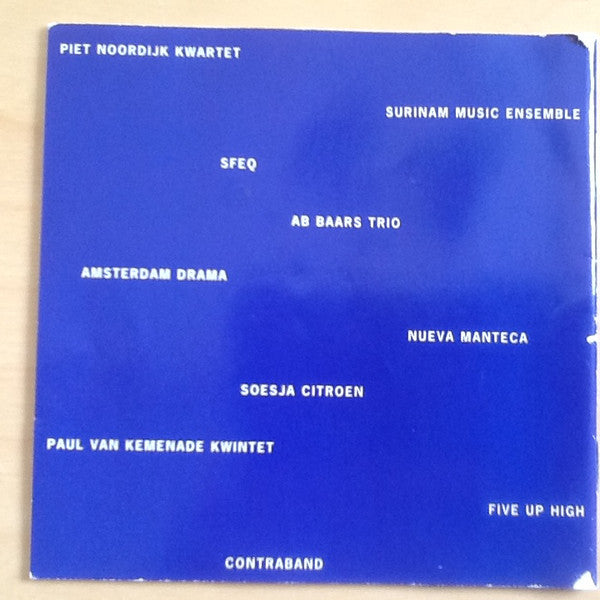 PIET NOORDIJK KWARTET
SURINAM MUSIC ENSEMBLE
SFEQ
AB BAARS TRIO
AMSTERDAM DRAMA
NUEVA MANTECA
SOESJA CITROEN
PAUL VAN KEMENADE KWINTET
FIVE UP HIGH
CONTRABAND